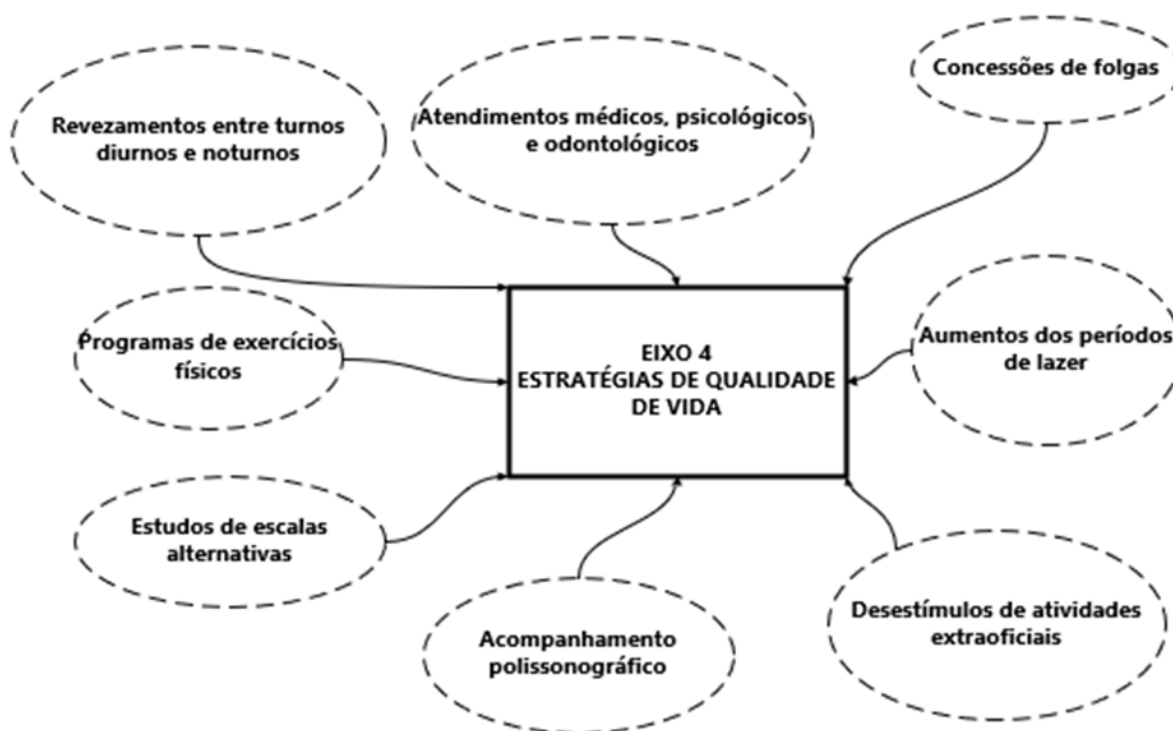 Concessões de folgas
Revezamentos entre turnos
diurnos e noturnos
Atendimentos médicos, psicológicos
e odontológicos
Programas de exercícios
físicos
EIXO 4
ESTRATÉGIAS DE QUALIDADE
DE VIDA
Aumentos dos períodos
de lazer
Estudos de escalas
alternativas
Acompanhamento
polissonográfico
Desestímulos de atividades
extraoficiais